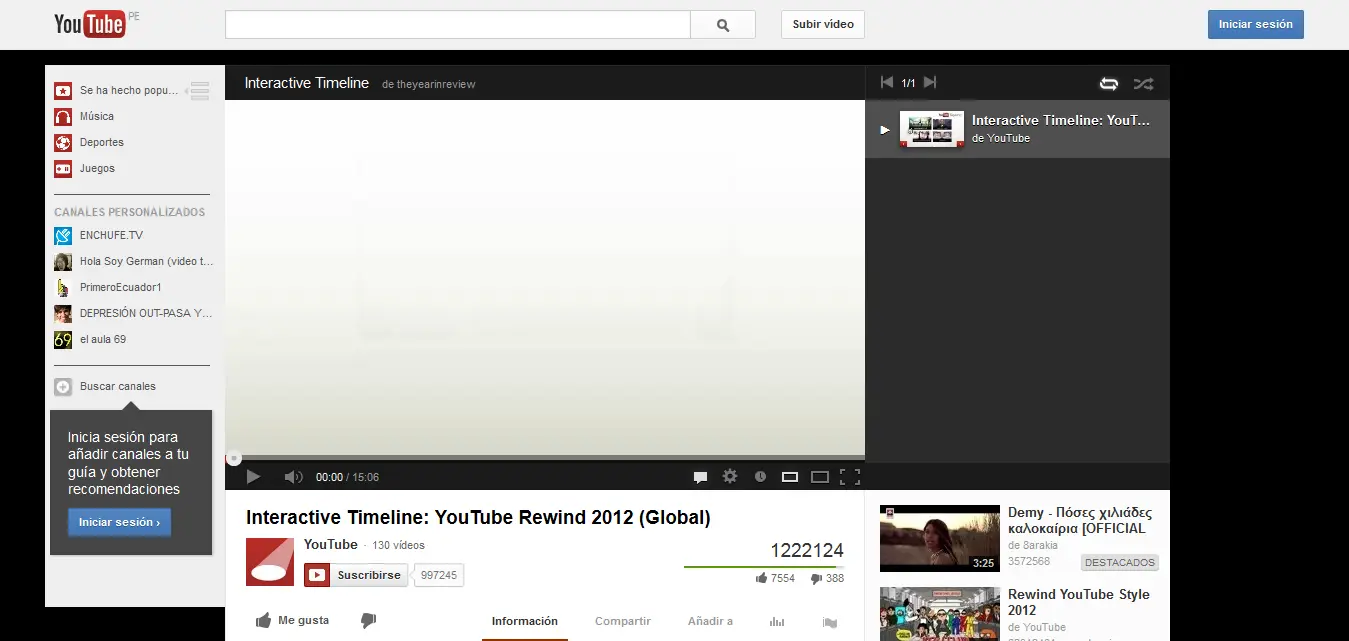 YouTube PE
Subir video
Iniciar sesión
Se ha hecho popu...
Música
Deportes
Juegos
CANALES PERSONALIZADOS
ENCHUFE.TV
Hola Soy German (video t...
PrimeroEcuador1
DEPRESIÓN OUT-PASA Y...
el aula 69
Buscar canales
Inicia sesión para
añadir canales a tu
guía y obtener
recomendaciones
Iniciar sesión ›
Interactive Timeline de theyearinreview
1/1
Interactive Timeline: YouT...
de YouTube
00:00 / 15:06
Interactive Timeline: YouTube Rewind 2012 (Global)
YouTube · 130 vídeos
Suscribirse 997245
1222124
7554 388
Me gusta
Información Compartir Añadir a
3:25
Demy - Πόσες χιλιάδες
καλοκαίρια [OFFICIAL
de Sarakia
3572568 DESTACADOS
Rewind YouTube Style
2012
de YouTube